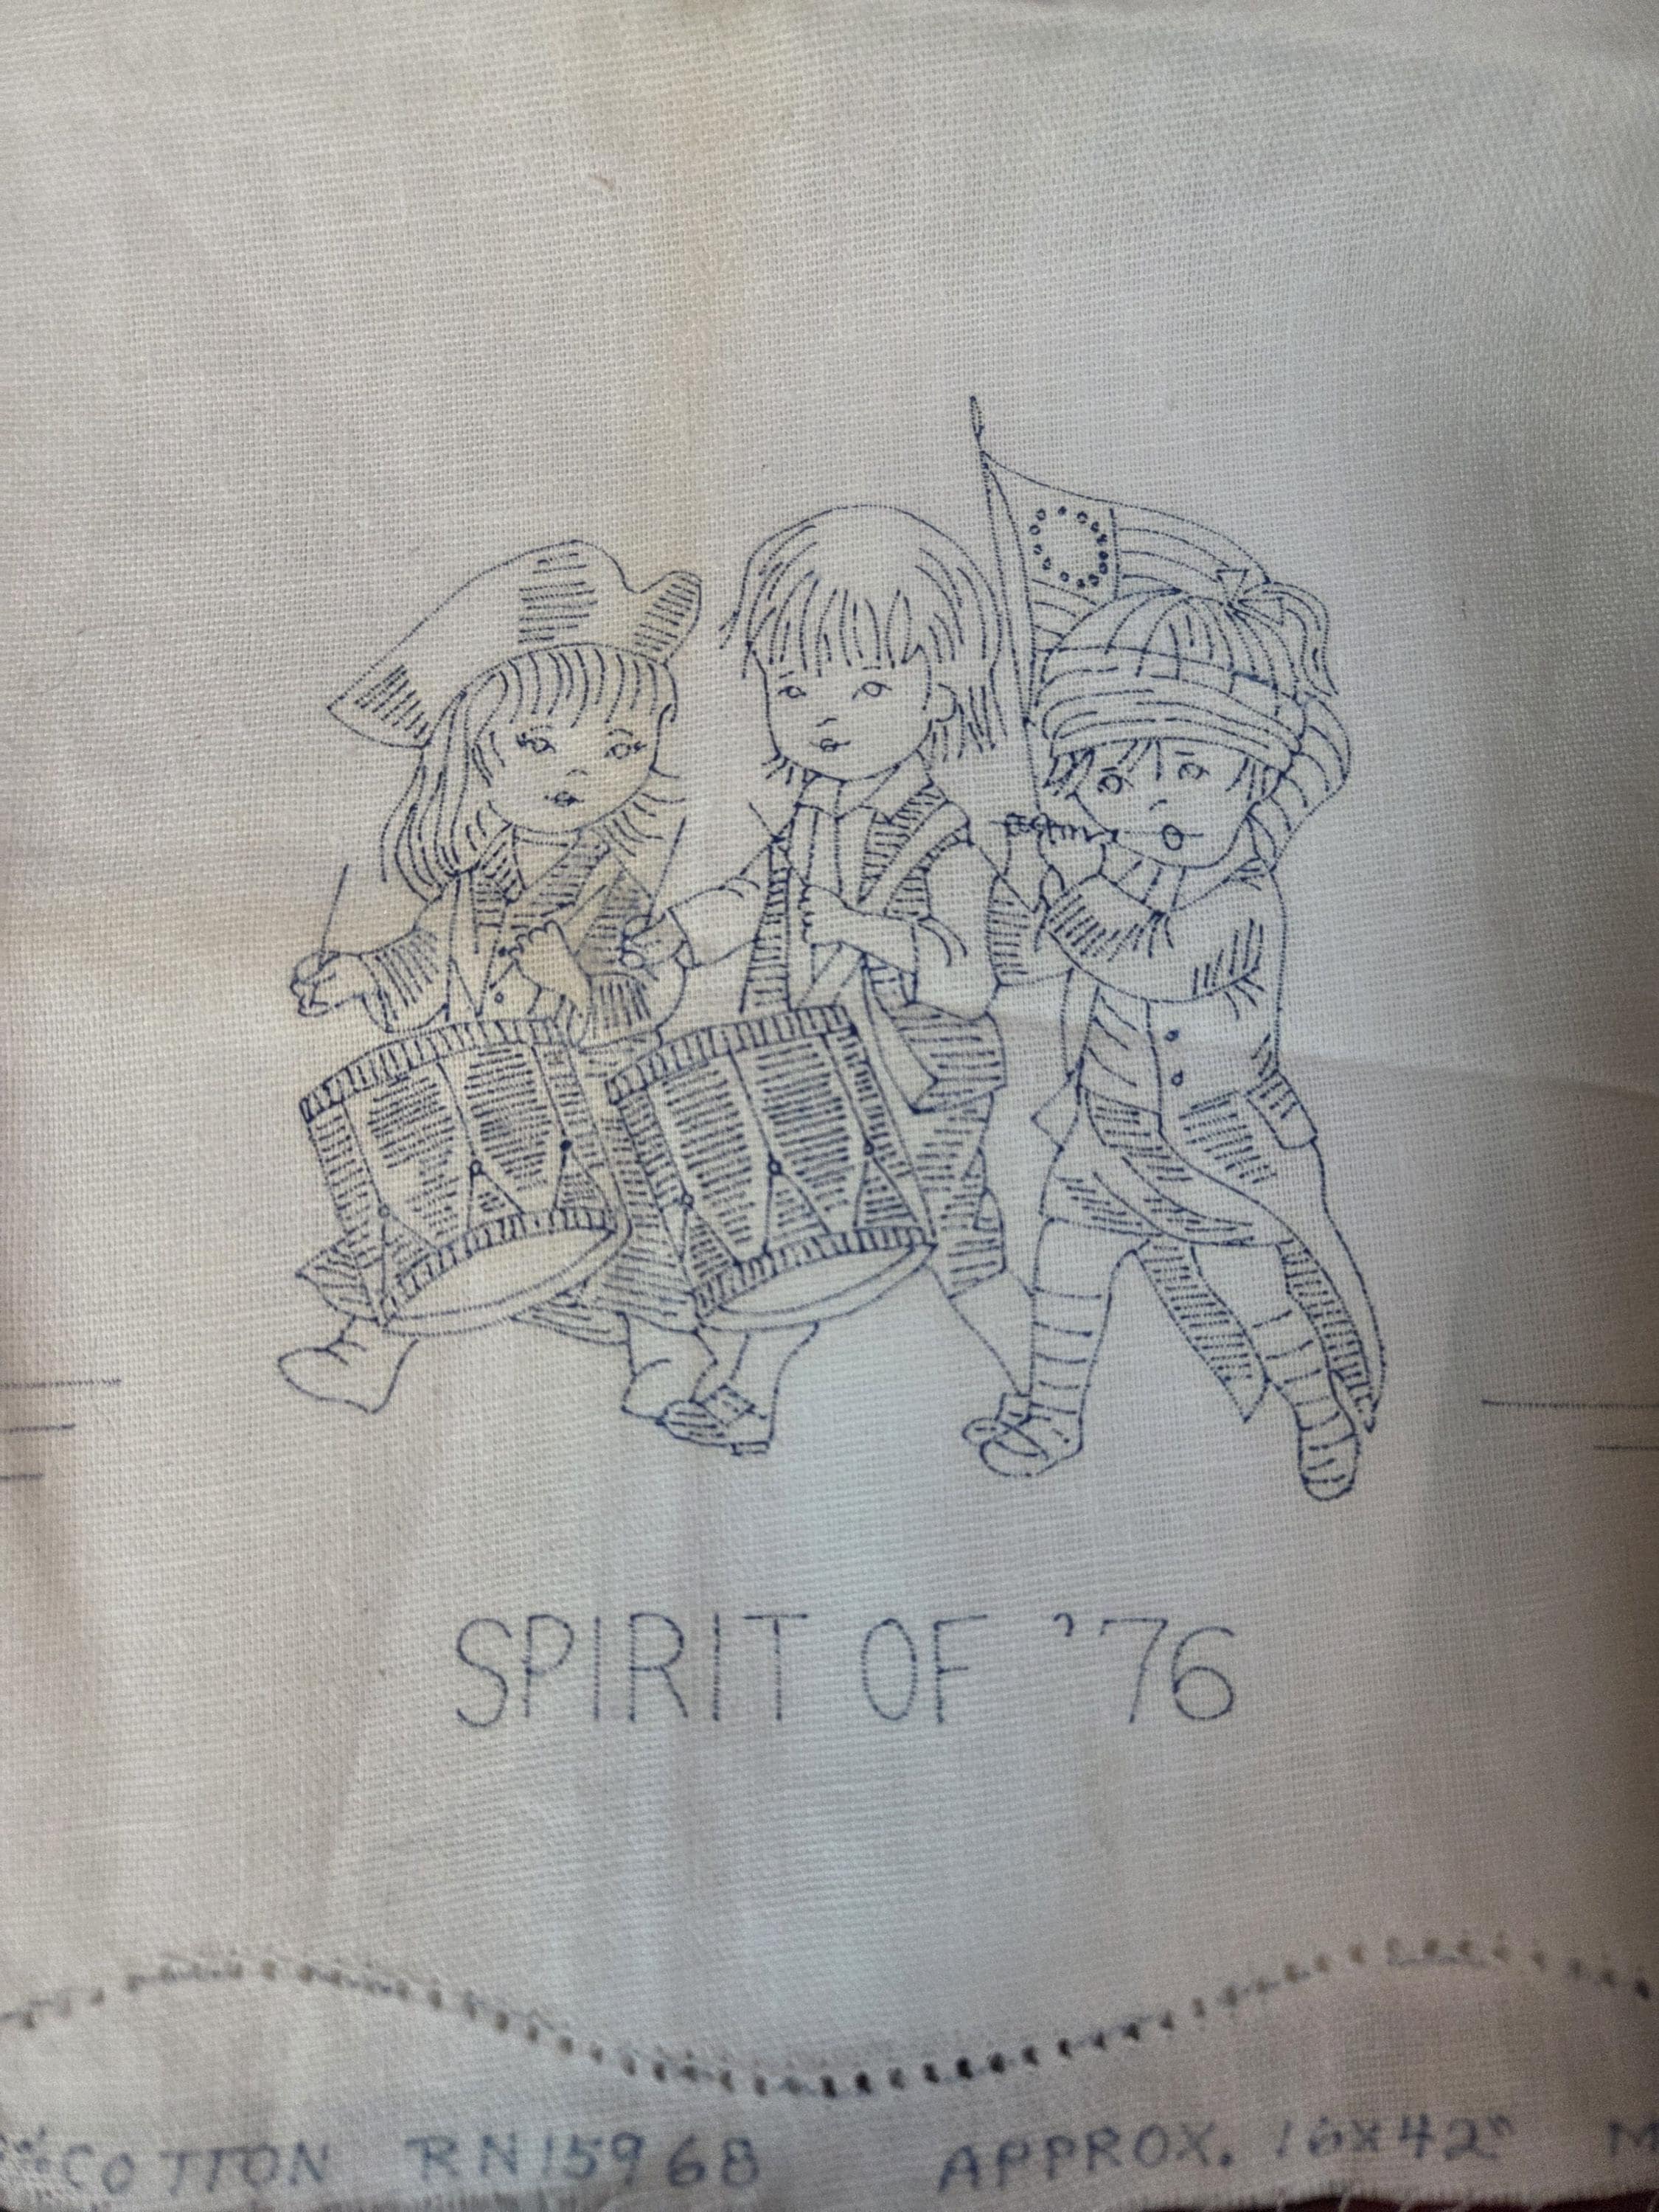 SPIRIT OF '76
% COTTON RN15968 APPROX. 16x42"